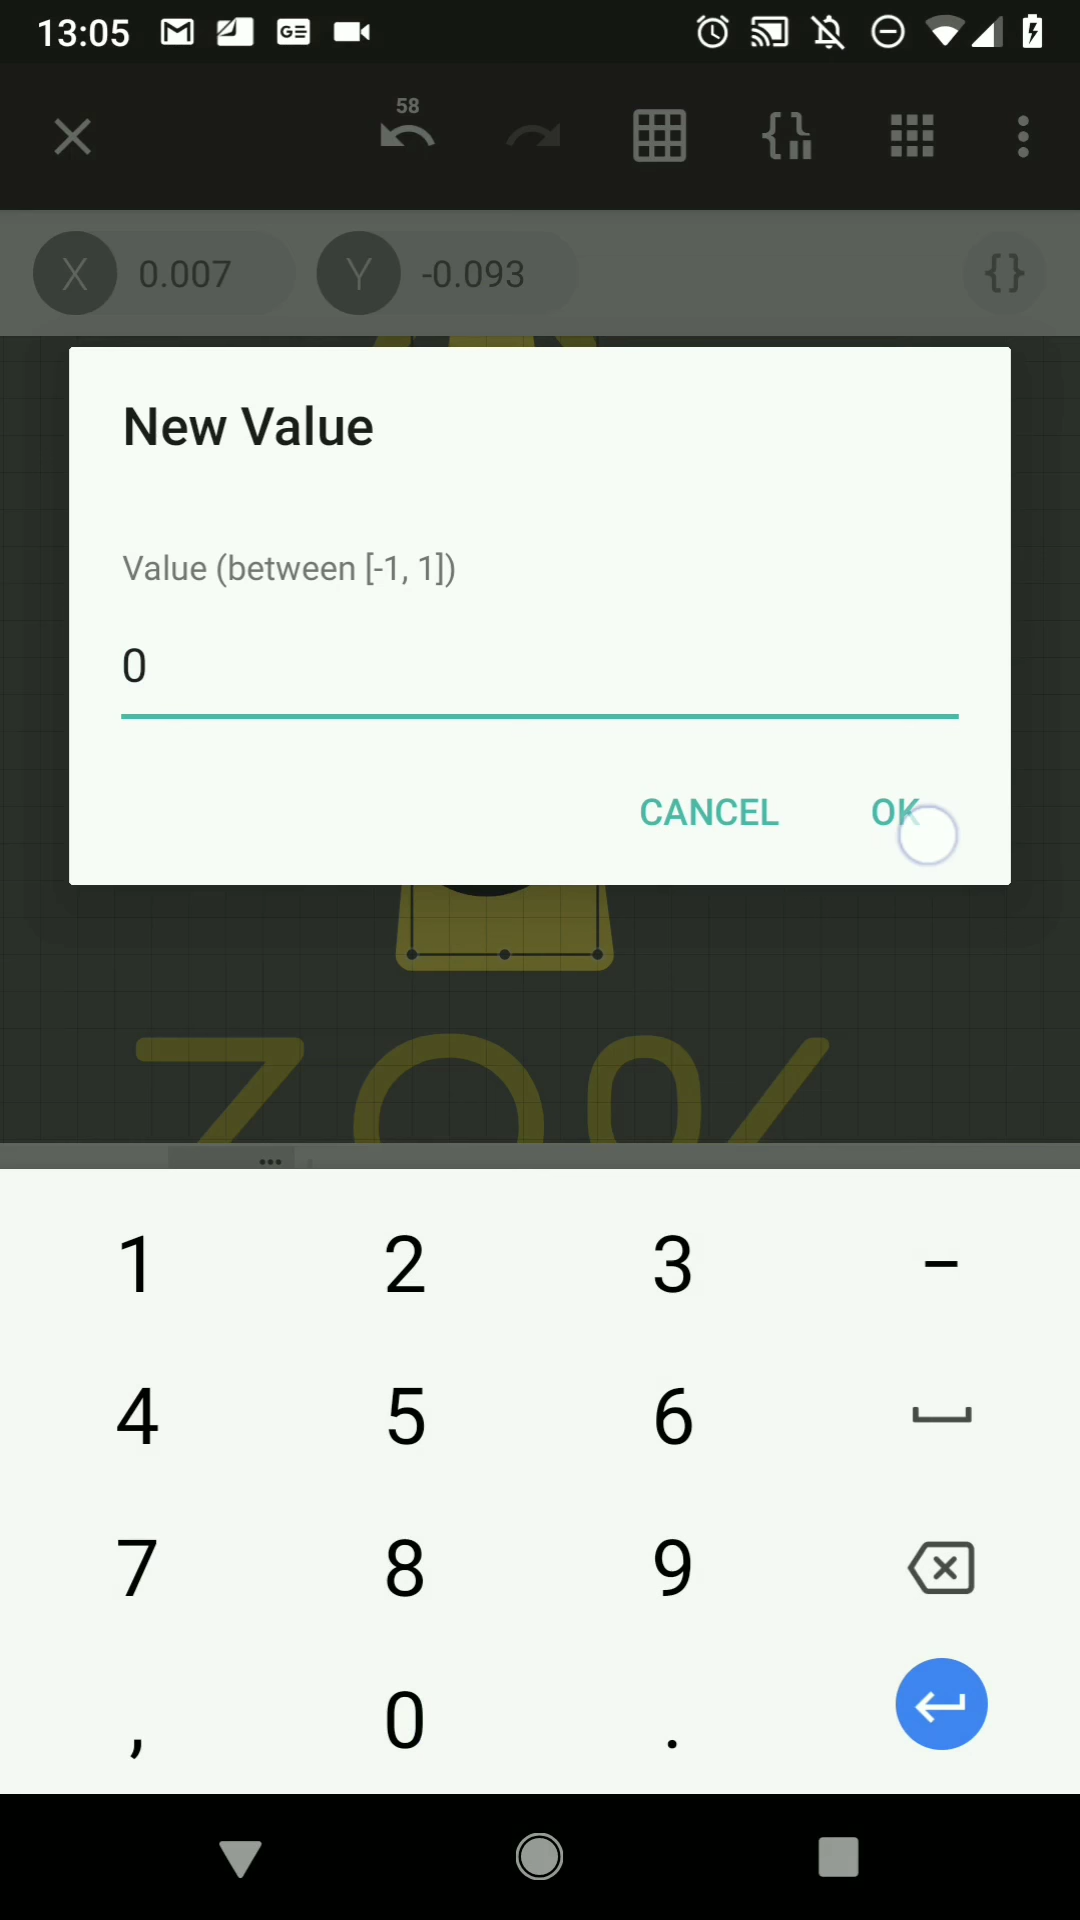 13:05 GE
58
X 0.007 Y -0.093 {}
New Value
Value (between [-1, 1])
0
CANCEL OK
1 2 3 -
4 5 6
7 8 9
, 0 .